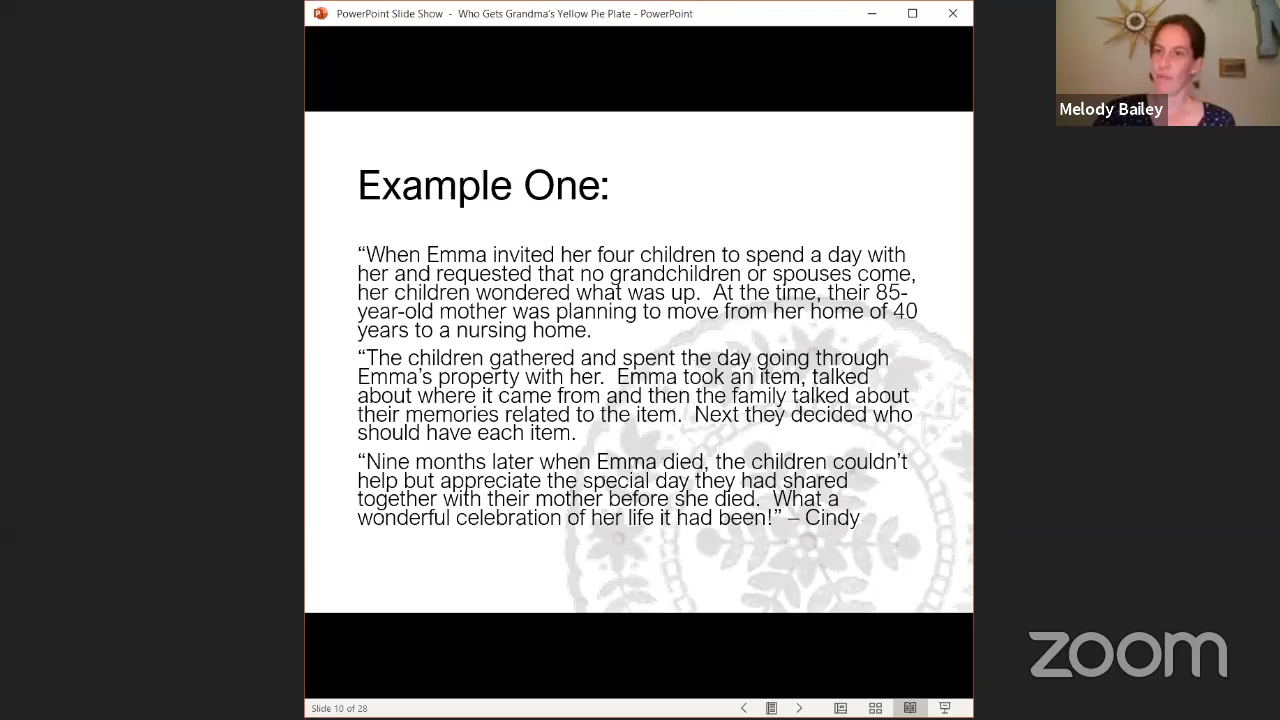 PowerPoint Slide Show - Who Gets Grandma's Yellow Pie Plate - PowerPoint
Melody Bailey
Example One:
“When Emma invited her four children to spend a day with
her and requested that no grandchildren or spouses come,
her children wondered what was up.  At the time, their 85-
year-old mother was planning to move from her home of 40
years to a nursing home.
“The children gathered and spent the day going through
Emma’s property with her.  Emma took an item, talked
about where it came from and then the family talked about
their memories related to the item.  Next they decided who
should have each item.
“Nine months later when Emma died, the children couldn’t
help but appreciate the special day they had shared
together with their mother before she died.  What a
wonderful celebration of her life it had been!” – Cindy
zoom
Slide 10 of 28